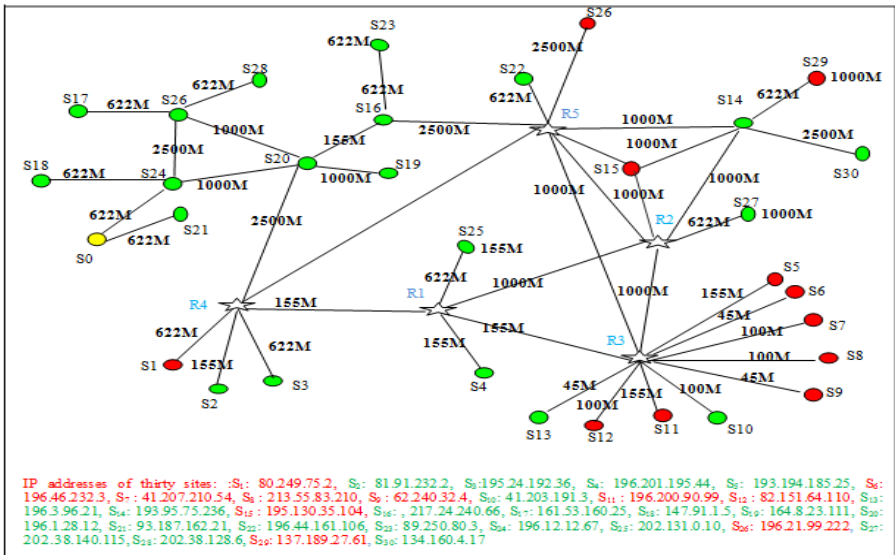 S23
S26
622M
S28
S29
622M
2500M
S17
S22
1000M
S26
622M
622M
S14
622M
622M
S16
R5
1000M
2500M
1000M
2500M
155M
S20
1000M
S18
2500M
S19
S15
S30
622M
S24
1000M
1000M
1000M
1000M
1000M
S27
622M
S21
R2
622M
1000M
622M
S25
S0
2500M
155M
622M
R4
R1
1000M
1000M
S5
155M
155M
S6
155M
45M
622M
R3
100M
S7
155M
622M
155M
100M
S8
S1
S2
S3
S4
45M
45M
155M
100M
S9
100M
S13
S12
S11
S10
IP addresses of thirty sites: :S1: 80.249.75.2, S2: 81.91.232.2, S3:195.24.192.36, S4: 196.201.195.44, S5: 193.194.185.25, S6:
196.46.232.3, S7 : 41.207.210.54, S8 : 213.55.83.210, S9 : 62.240.32.4, S10: 41.203.191.3, S11 : 196.200.90.99, S12 : 82.151.64.110, S13:
196.3.96.21, S14: 193.95.75.236, S15 : 195.130.35.104, S16: , 217.24.240.66, S17: 161.53.160.25, S18: 147.91.1.5, S19: 164.8.23.111, S20:
196.1.28.12, S21: 93.187.162.21, S22: 196.44.161.106, S23: 89.250.80.3, S24: 196.12.12.67, S25: 202.131.0.10, S26: 196.21.99.222, S27:
202.38.140.115, S28: 202.38.128.6, S29: 137.189.27.61, S30: 134.160.4.17